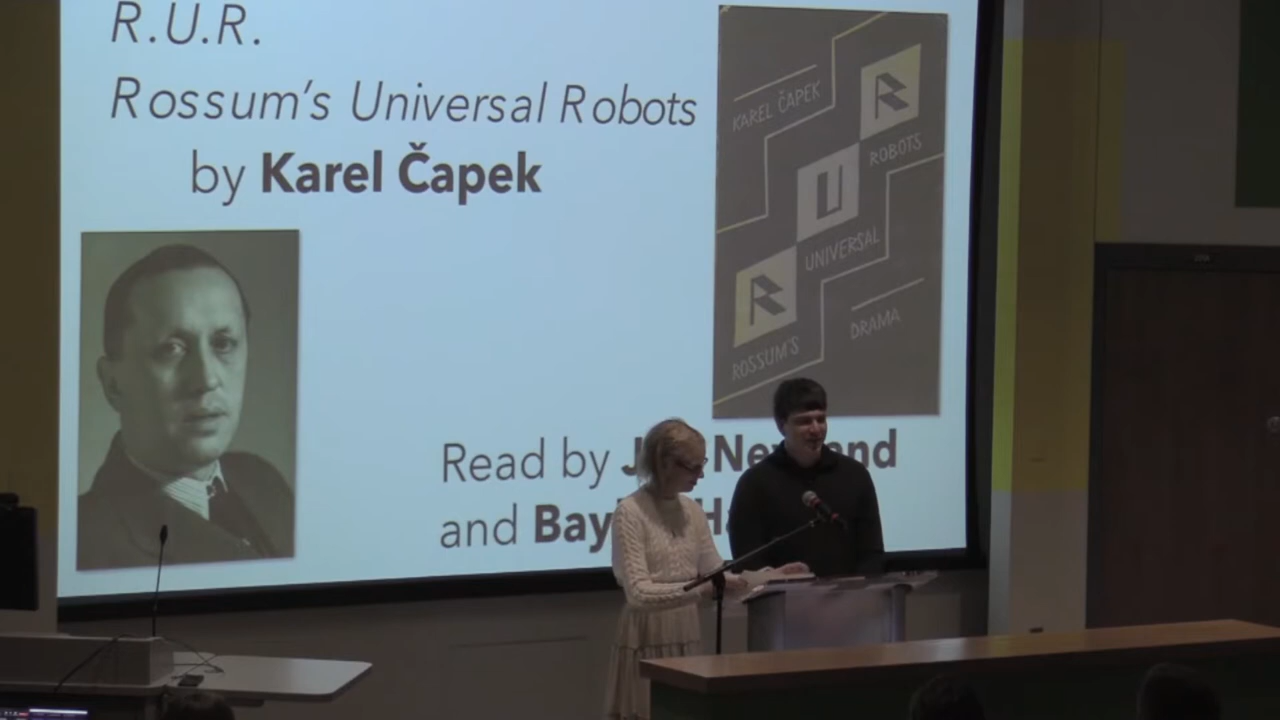 R.U.R.
Rossum's Universal Robots
by Karel Čapek
KAREL ČAPEK
R
ROBOTS
U
UNIVERSAL
R
ROSSUM'S
DRAMA
Read by
and